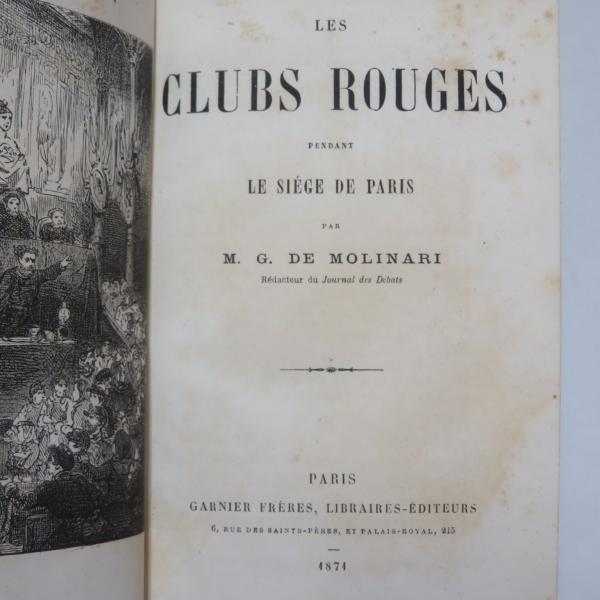 LES
CLUBS ROUGES
PENDANT
LE SIÉGE DE PARIS
PAR
M. G. DE MOLINARI
Rédacteur du Journal des Debats
PARIS
GARNIER FRÈRES, LIBRAIRES-ÉDITEURS
6, RUE DES SAINTS-PÈRES, ET PALAIS-ROYAL, 215
1871